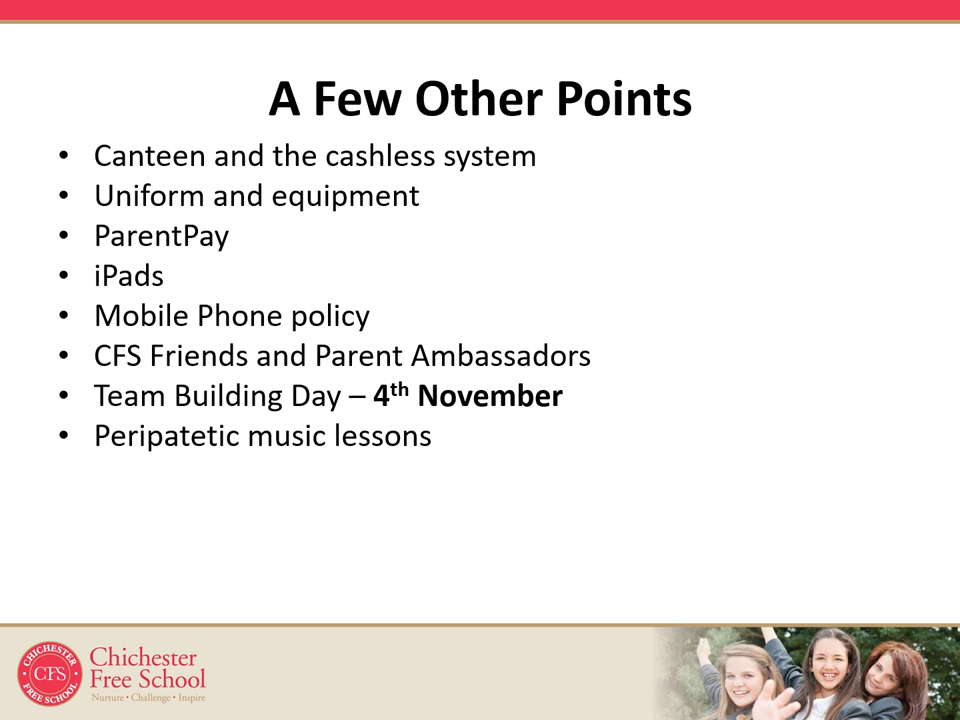 A Few Other Points
• Canteen and the cashless system
• Uniform and equipment
• ParentPay
• iPads
• Mobile Phone policy
• CFS Friends and Parent Ambassadors
• Team Building Day – 4th November
• Peripatetic music lessons
CHICHESTER
CFS
FREE SCHOOL
Chichester
Free School
Nurture • Challenge • Inspire